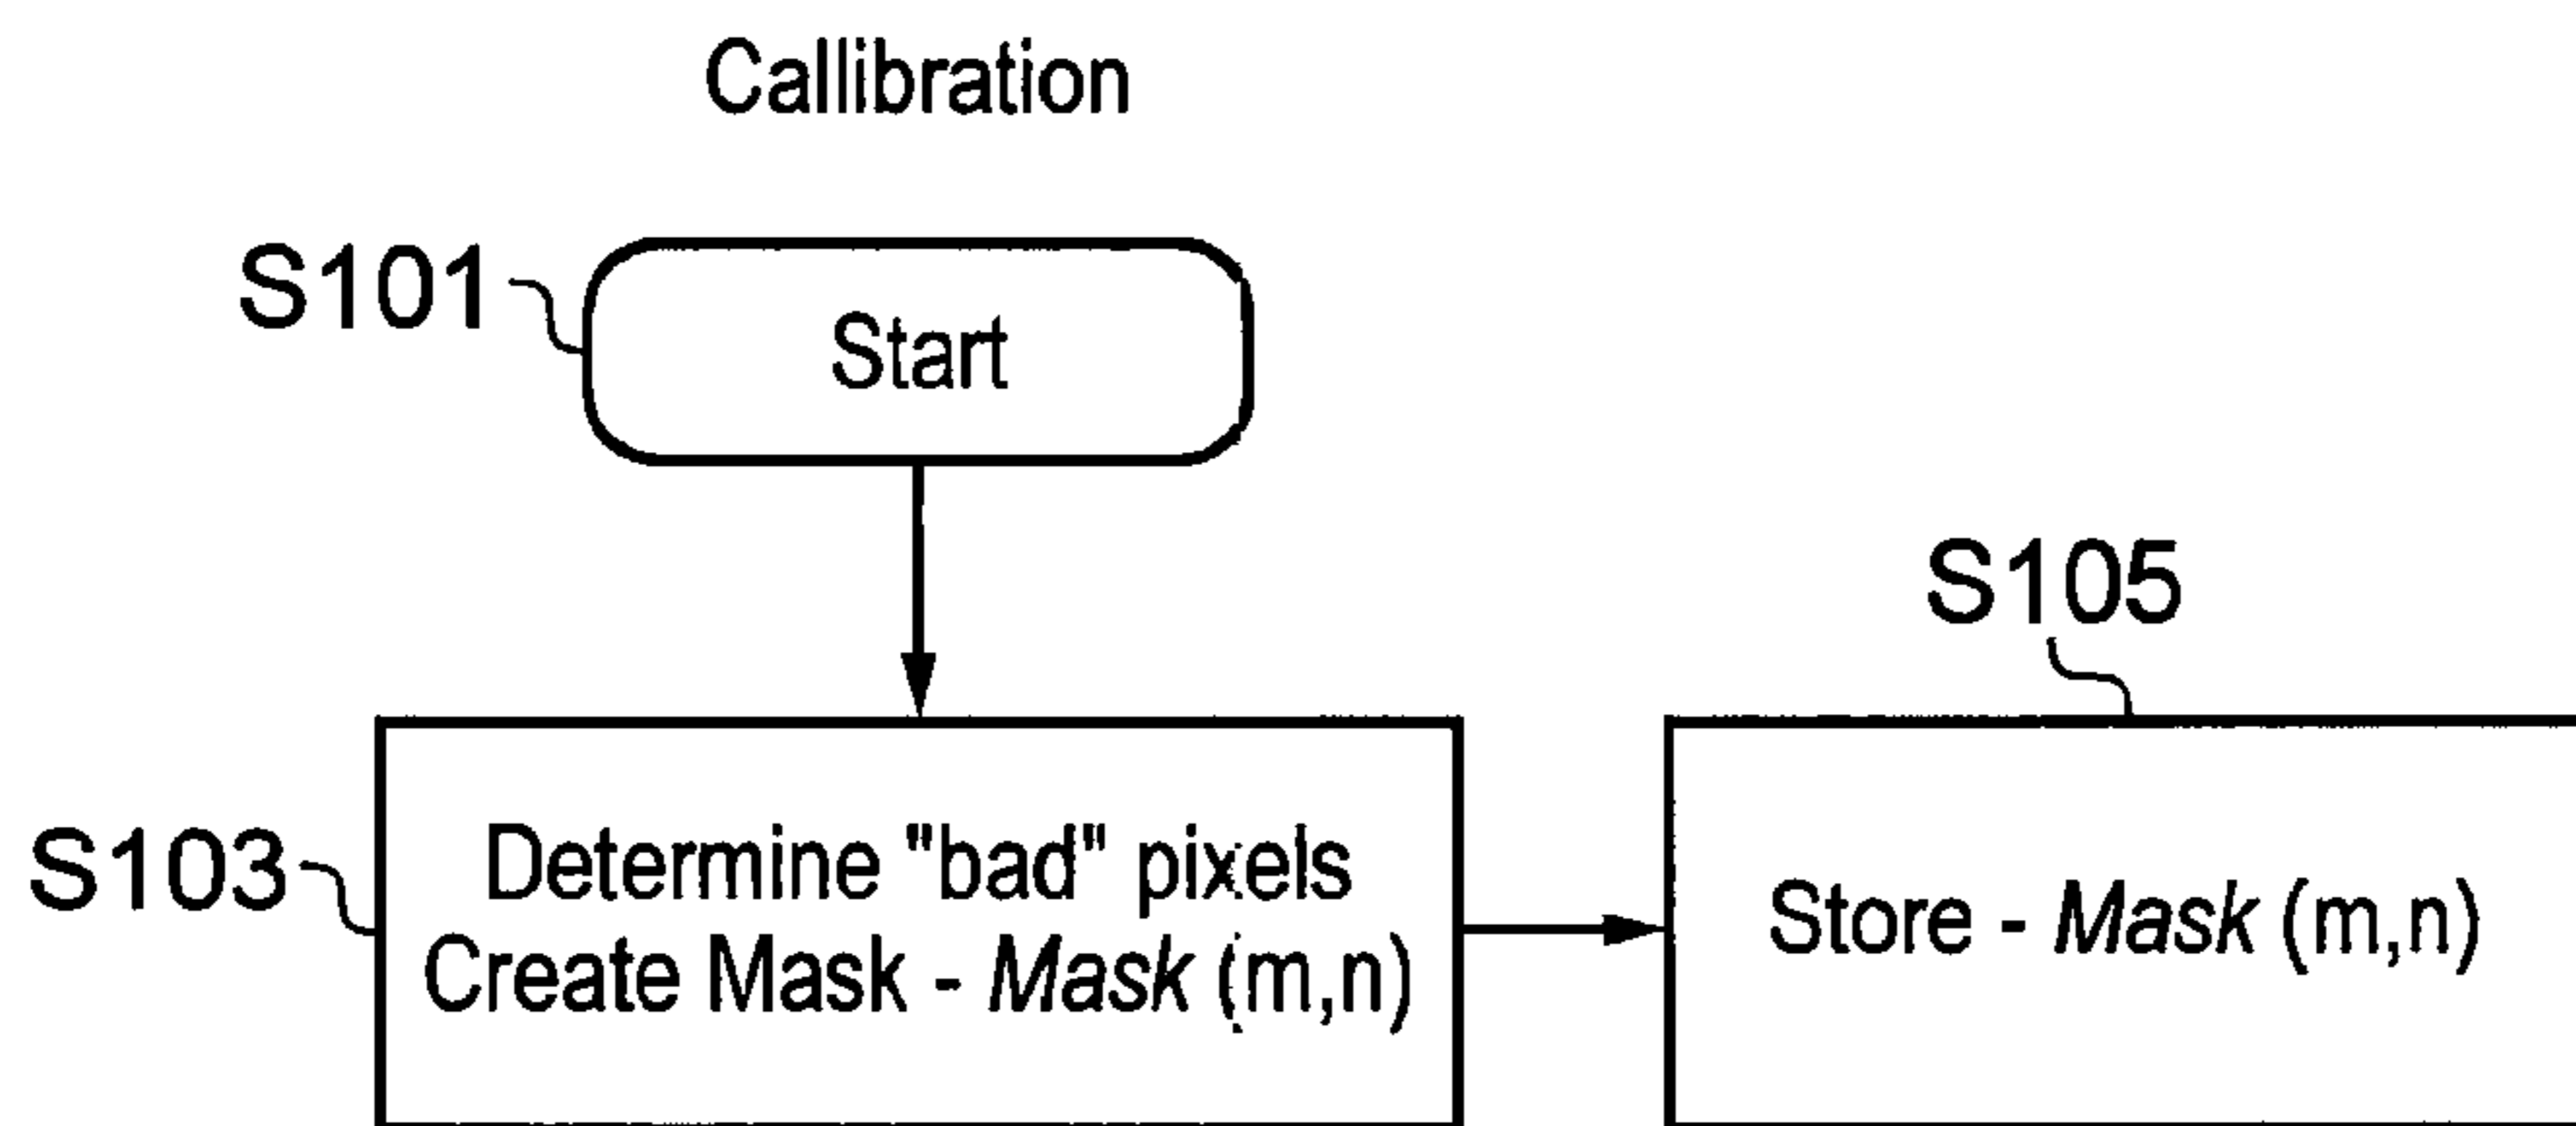 Callibration
S101
Start
S105
S103
Determine "bad" pixels
Create Mask - Mask (m,n)
Store - Mask (m,n)